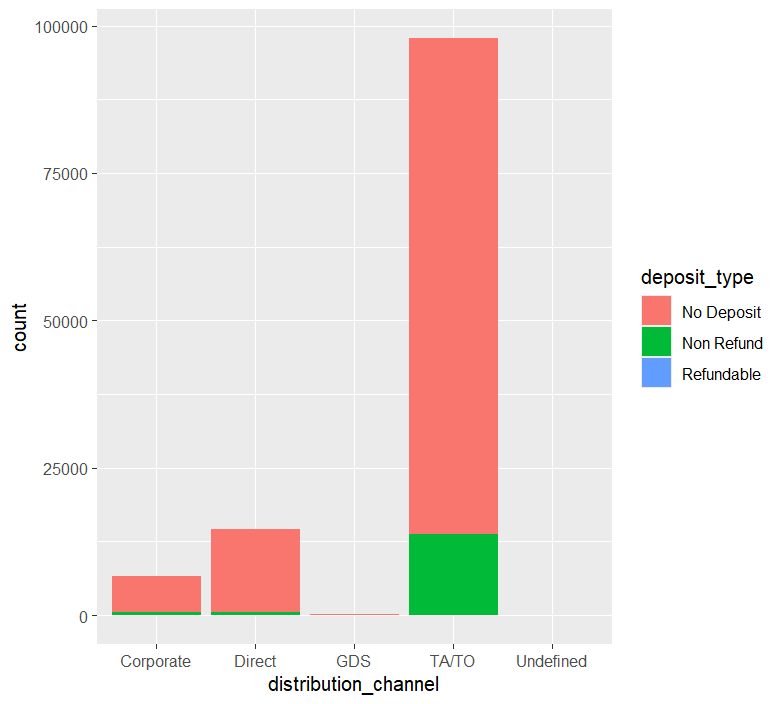 100000
75000
50000
25000
0
count
Corporate Direct GDS TA/TO Undefined
distribution_channel
deposit_type
No Deposit
Non Refund
Refundable